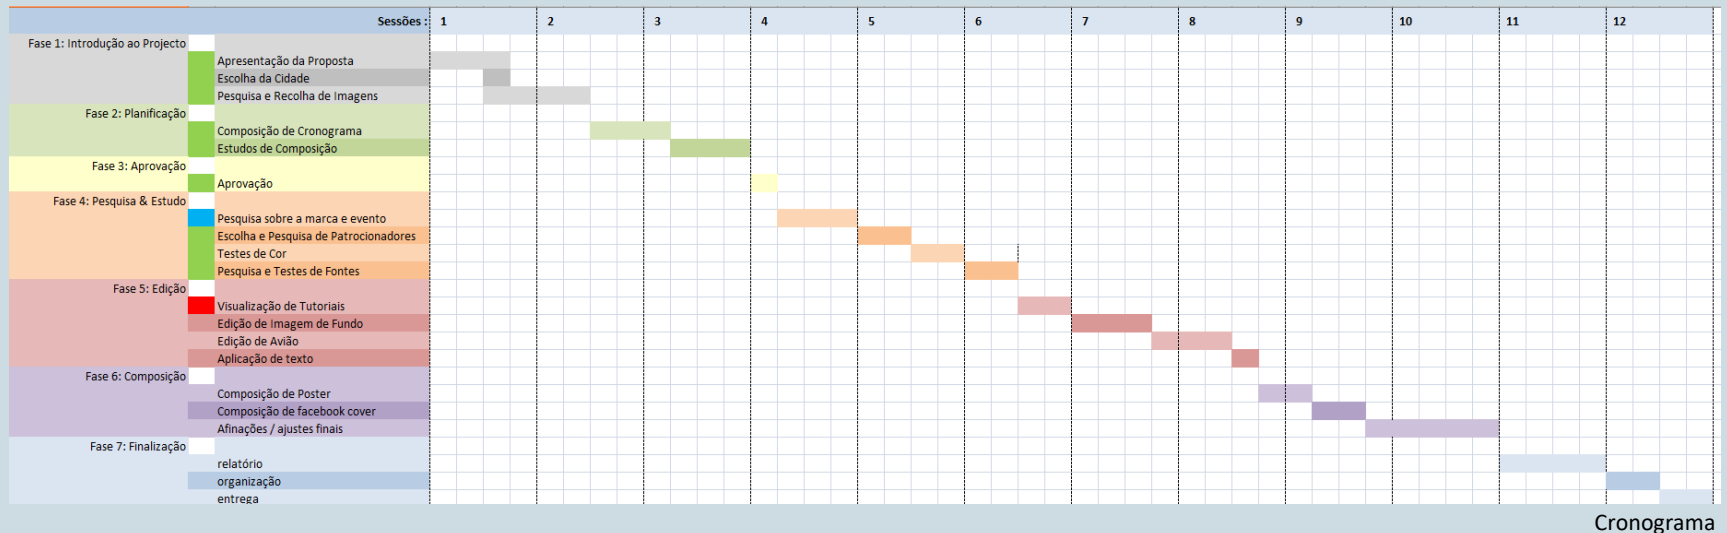 Sessões : 1 2 3 4 5 6 7 8 9 10 11 12
Fase 1: Introdução ao Projecto
Apresentação da Proposta
Escolha da Cidade
Pesquisa e Recolha de Imagens
Fase 2: Planificação
Composição de Cronograma
Estudos de Composição
Fase 3: Aprovação
Aprovação
Fase 4: Pesquisa & Estudo
Pesquisa sobre a marca e evento
Escolha e Pesquisa de Patrocionadores
Testes de Cor
Pesquisa e Testes de Fontes
Fase 5: Edição
Visualização de Tutoriais
Edição de Imagem de Fundo
Edição de Avião
Aplicação de texto
Fase 6: Composição
Composição de Poster
Composição de facebook cover
Afinações / ajustes finais
Fase 7: Finalização
relatório
organização
entrega
Cronograma